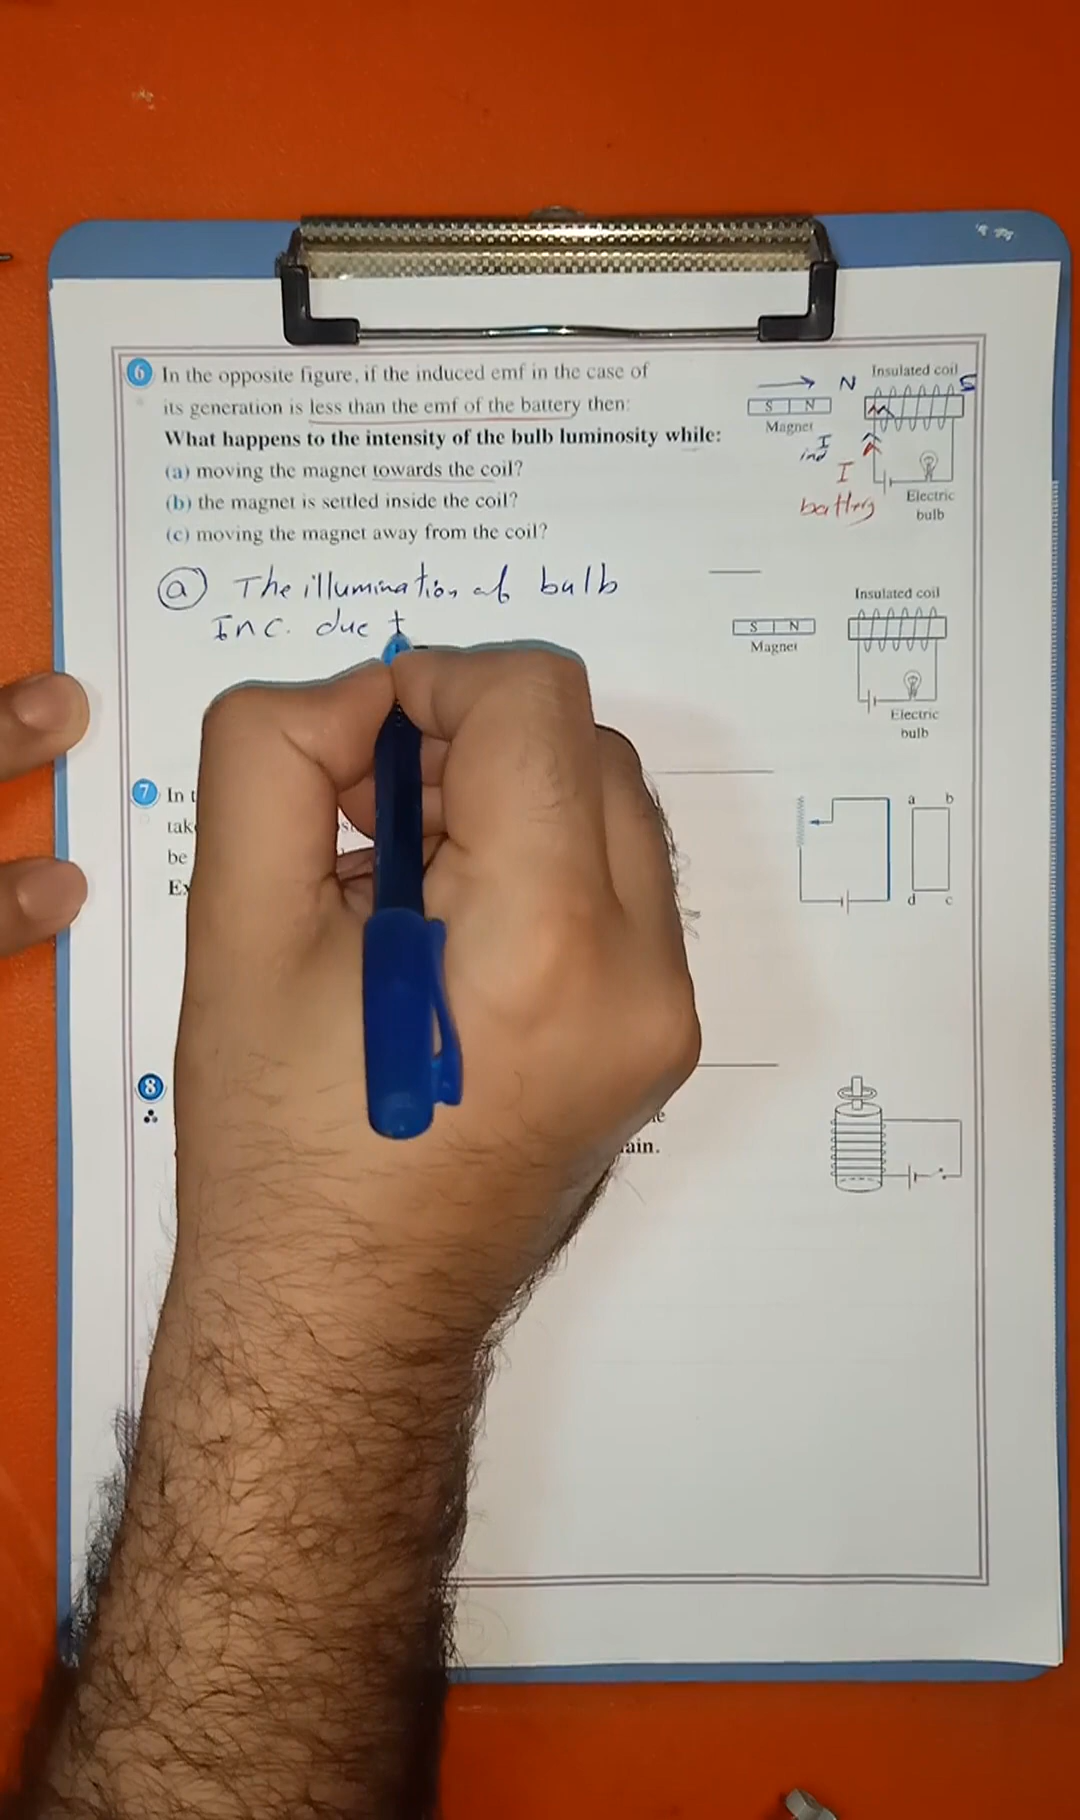 6 In the opposite figure, if the induced emf in the case of
its generation is less than the emf of the battery then:
What happens to the intensity of the bulb luminosity while:
(a) moving the magnet towards the coil?
(b) the magnet is settled inside the coil?
(c) moving the magnet away from the coil?
Insulated coil
N
S
S N
Magnet
I
ind
I
battery
Electric
bulb
a The illumination of bulb
Inc. due t
Insulated coil
S N
Magnet
Electric
bulb
7 In t
tak
be
Ex
a b
d c
8
ain.